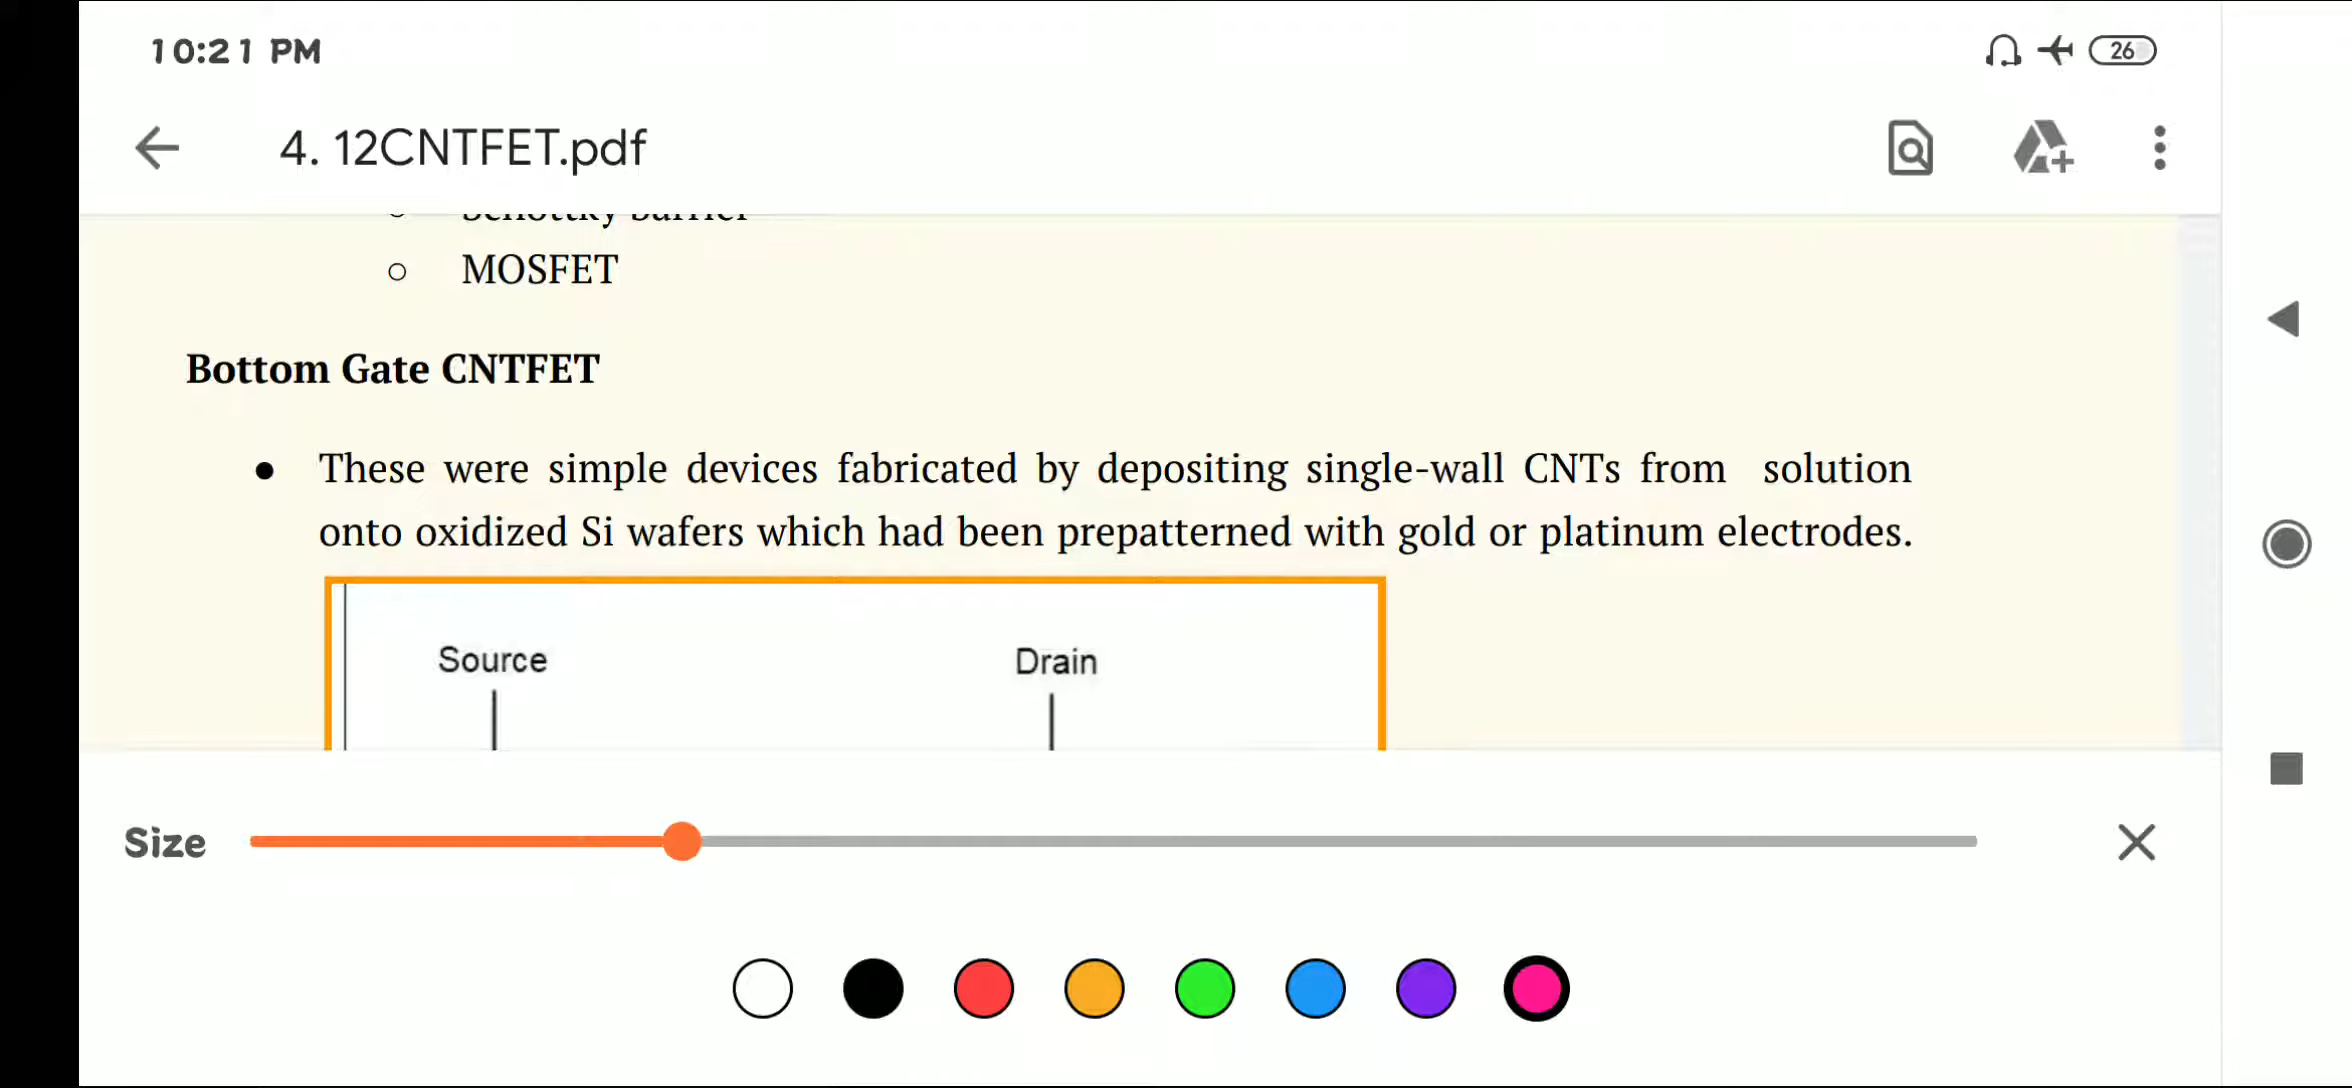 10:21 PM
26
4. 12CNTFET.pdf
Schottky barrier
MOSFET
Bottom Gate CNTFET
These were simple devices fabricated by depositing single-wall CNTs from solution
onto oxidized Si wafers which had been prepatterned with gold or platinum electrodes.
Source
Drain
Size